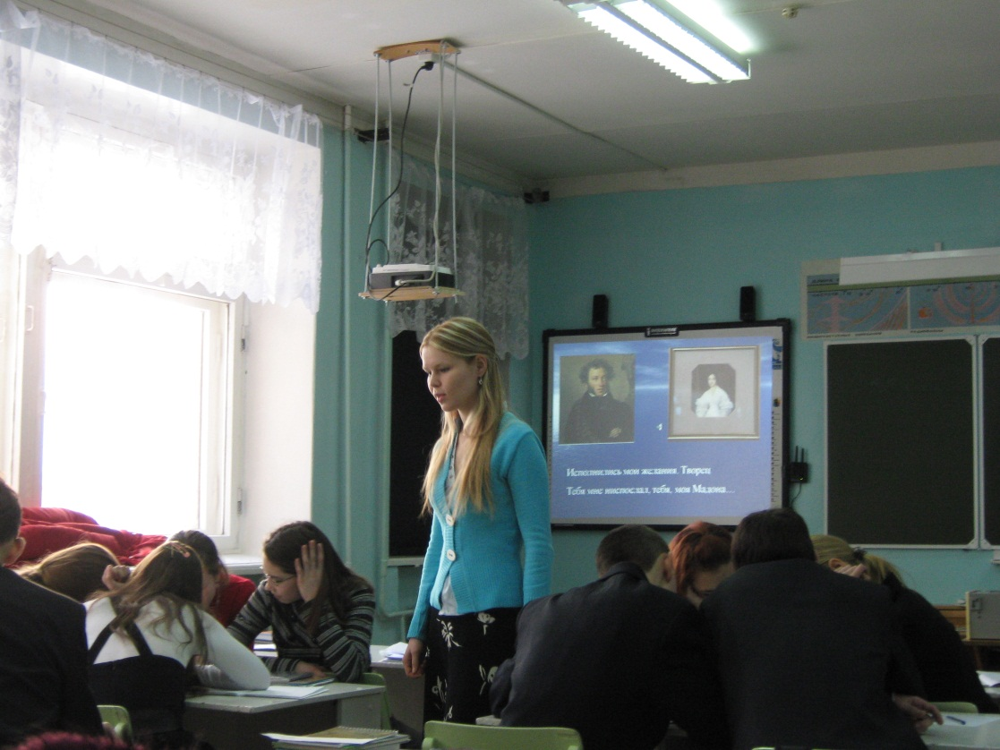 Исполнились мои желания. Творец
Тебя мне ниспослал, тебя, моя Мадона...